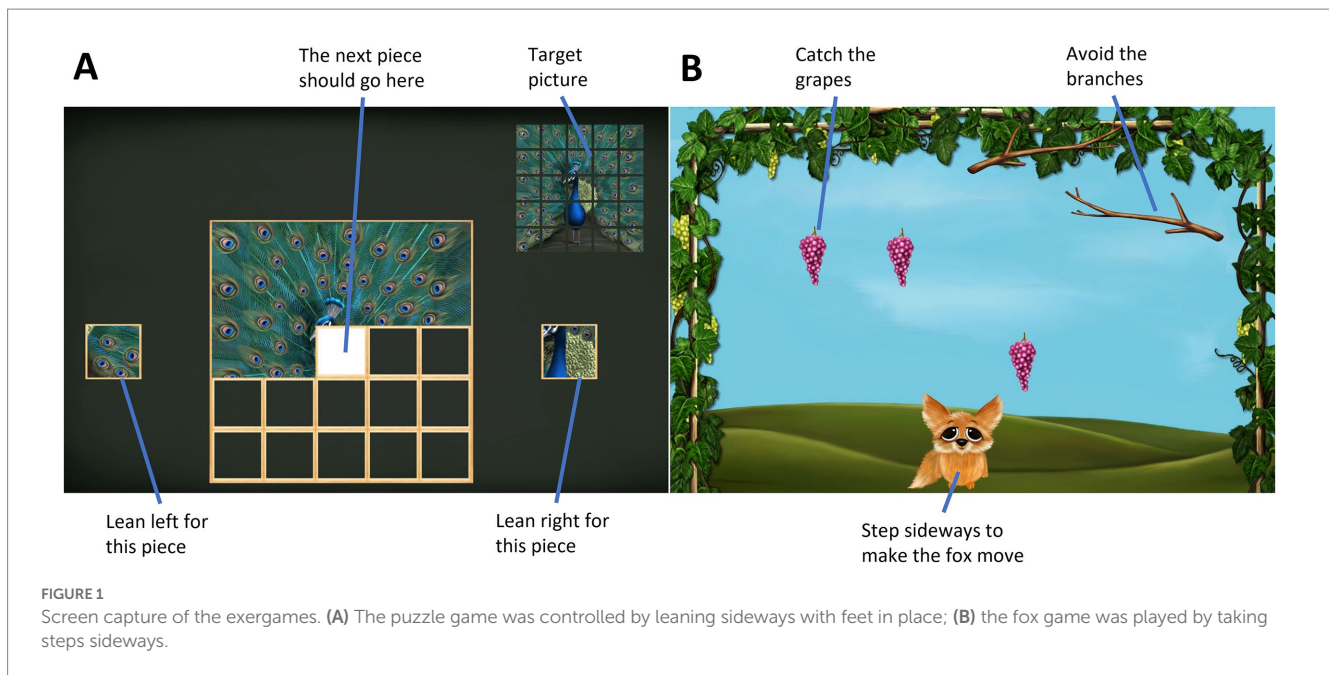 A
The next piece
should go here
Target
picture
B
Catch the
grapes
Avoid the
branches
Lean left for
this piece
Lean right for
this piece
Step sideways to
make the fox move
FIGURE 1
Screen capture of the exergames. (A) The puzzle game was controlled by leaning sideways with feet in place; (B) the fox game was played by taking
steps sideways.